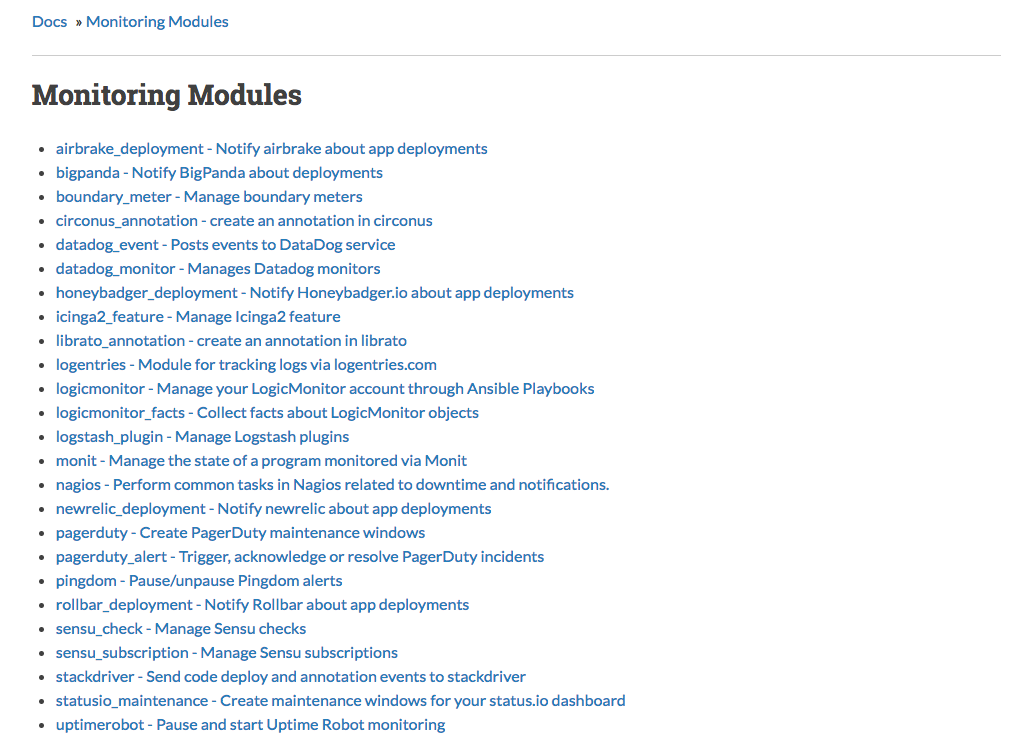 Docs » Monitoring Modules
Monitoring Modules
• airbrake_deployment - Notify airbrake about app deployments
• bigpanda - Notify BigPanda about deployments
• boundary_meter - Manage boundary meters
• circonus_annotation - create an annotation in circonus
• datadog_event - Posts events to DataDog service
• datadog_monitor - Manages Datadog monitors
• honeybadger_deployment - Notify Honeybadger.io about app deployments
• icinga2_feature - Manage Icinga2 feature
• librato_annotation - create an annotation in librato
• logentries - Module for tracking logs via logentries.com
• logicmonitor - Manage your LogicMonitor account through Ansible Playbooks
• logicmonitor_facts - Collect facts about LogicMonitor objects
• logstash_plugin - Manage Logstash plugins
• monit - Manage the state of a program monitored via Monit
• nagios - Perform common tasks in Nagios related to downtime and notifications.
• newrelic_deployment - Notify newrelic about app deployments
• pagerduty - Create PagerDuty maintenance windows
• pagerduty_alert - Trigger, acknowledge or resolve PagerDuty incidents
• pingdom - Pause/unpause Pingdom alerts
• rollbar_deployment - Notify Rollbar about app deployments
• sensu_check - Manage Sensu checks
• sensu_subscription - Manage Sensu subscriptions
• stackdriver - Send code deploy and annotation events to stackdriver
• statusio_maintenance - Create maintenance windows for your status.io dashboard
• uptimerobot - Pause and start Uptime Robot monitoring